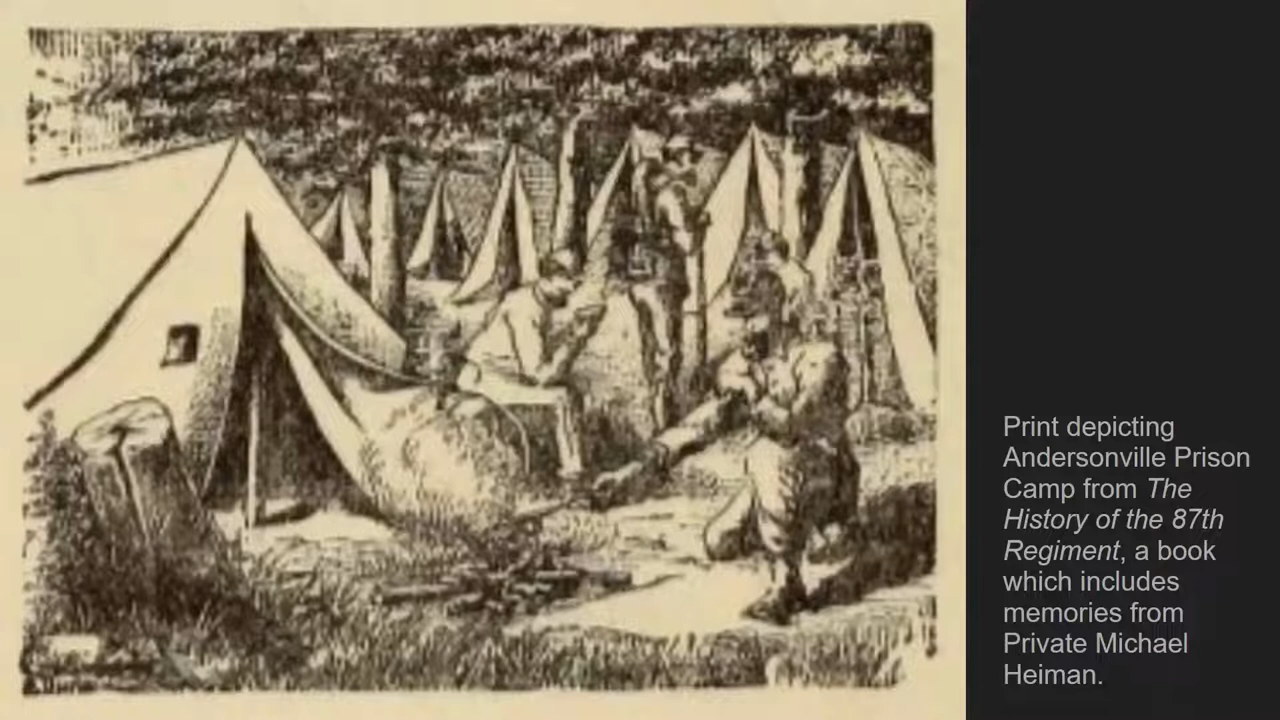 Print depicting
Andersonville Prison
Camp from The
History of the 87th
Regiment, a book
which includes
memories from
Private Michael
Heiman.